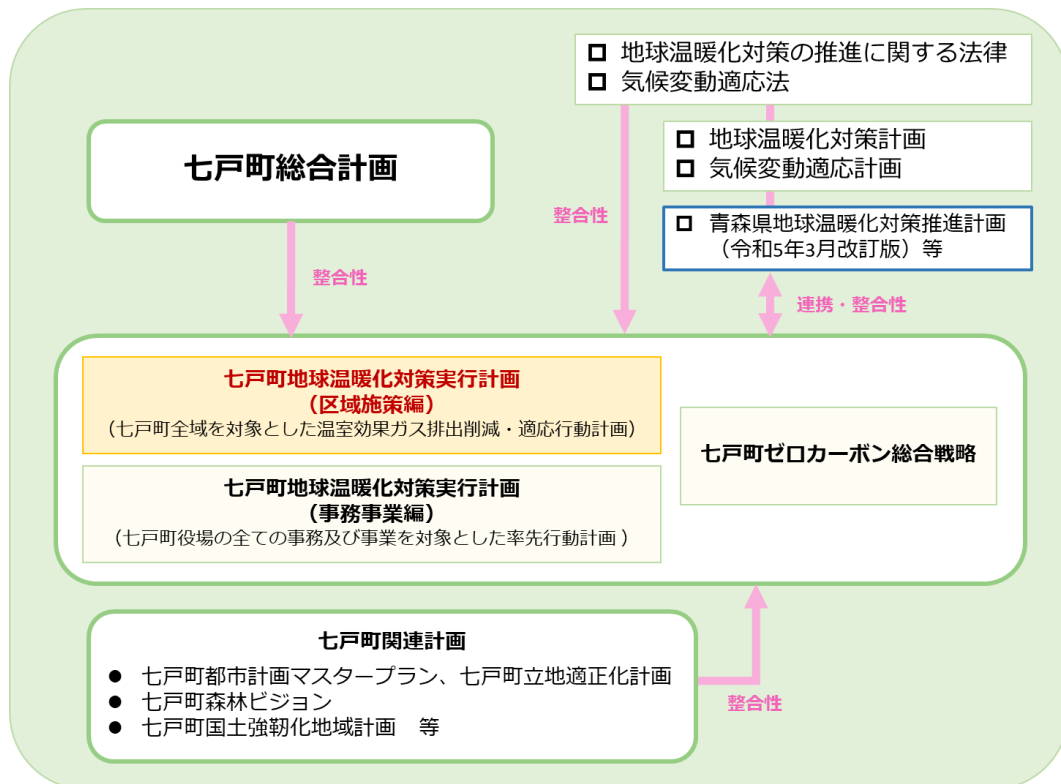 ❑ 地球温暖化対策の推進に関する法律
❑ 気候変動適応法
❑ 地球温暖化対策計画
❑ 気候変動適応計画
❑ 青森県地球温暖化対策推進計画
（令和5年3月改訂版）等
七戸町総合計画
整合性
整合性
連携・整合性
七戸町地球温暖化対策実行計画
（区域施策編）
（七戸町全域を対象とした温室効果ガス排出削減・適応行動計画）
七戸町地球温暖化対策実行計画
（事務事業編）
（七戸町役場の全ての事務及び事業を対象とした率先行動計画 ）
七戸町ゼロカーボン総合戦略
七戸町関連計画
● 七戸町都市計画マスタープラン、七戸町立地適正化計画
● 七戸町森林ビジョン
● 七戸町国土強靭化地域計画　等
整合性